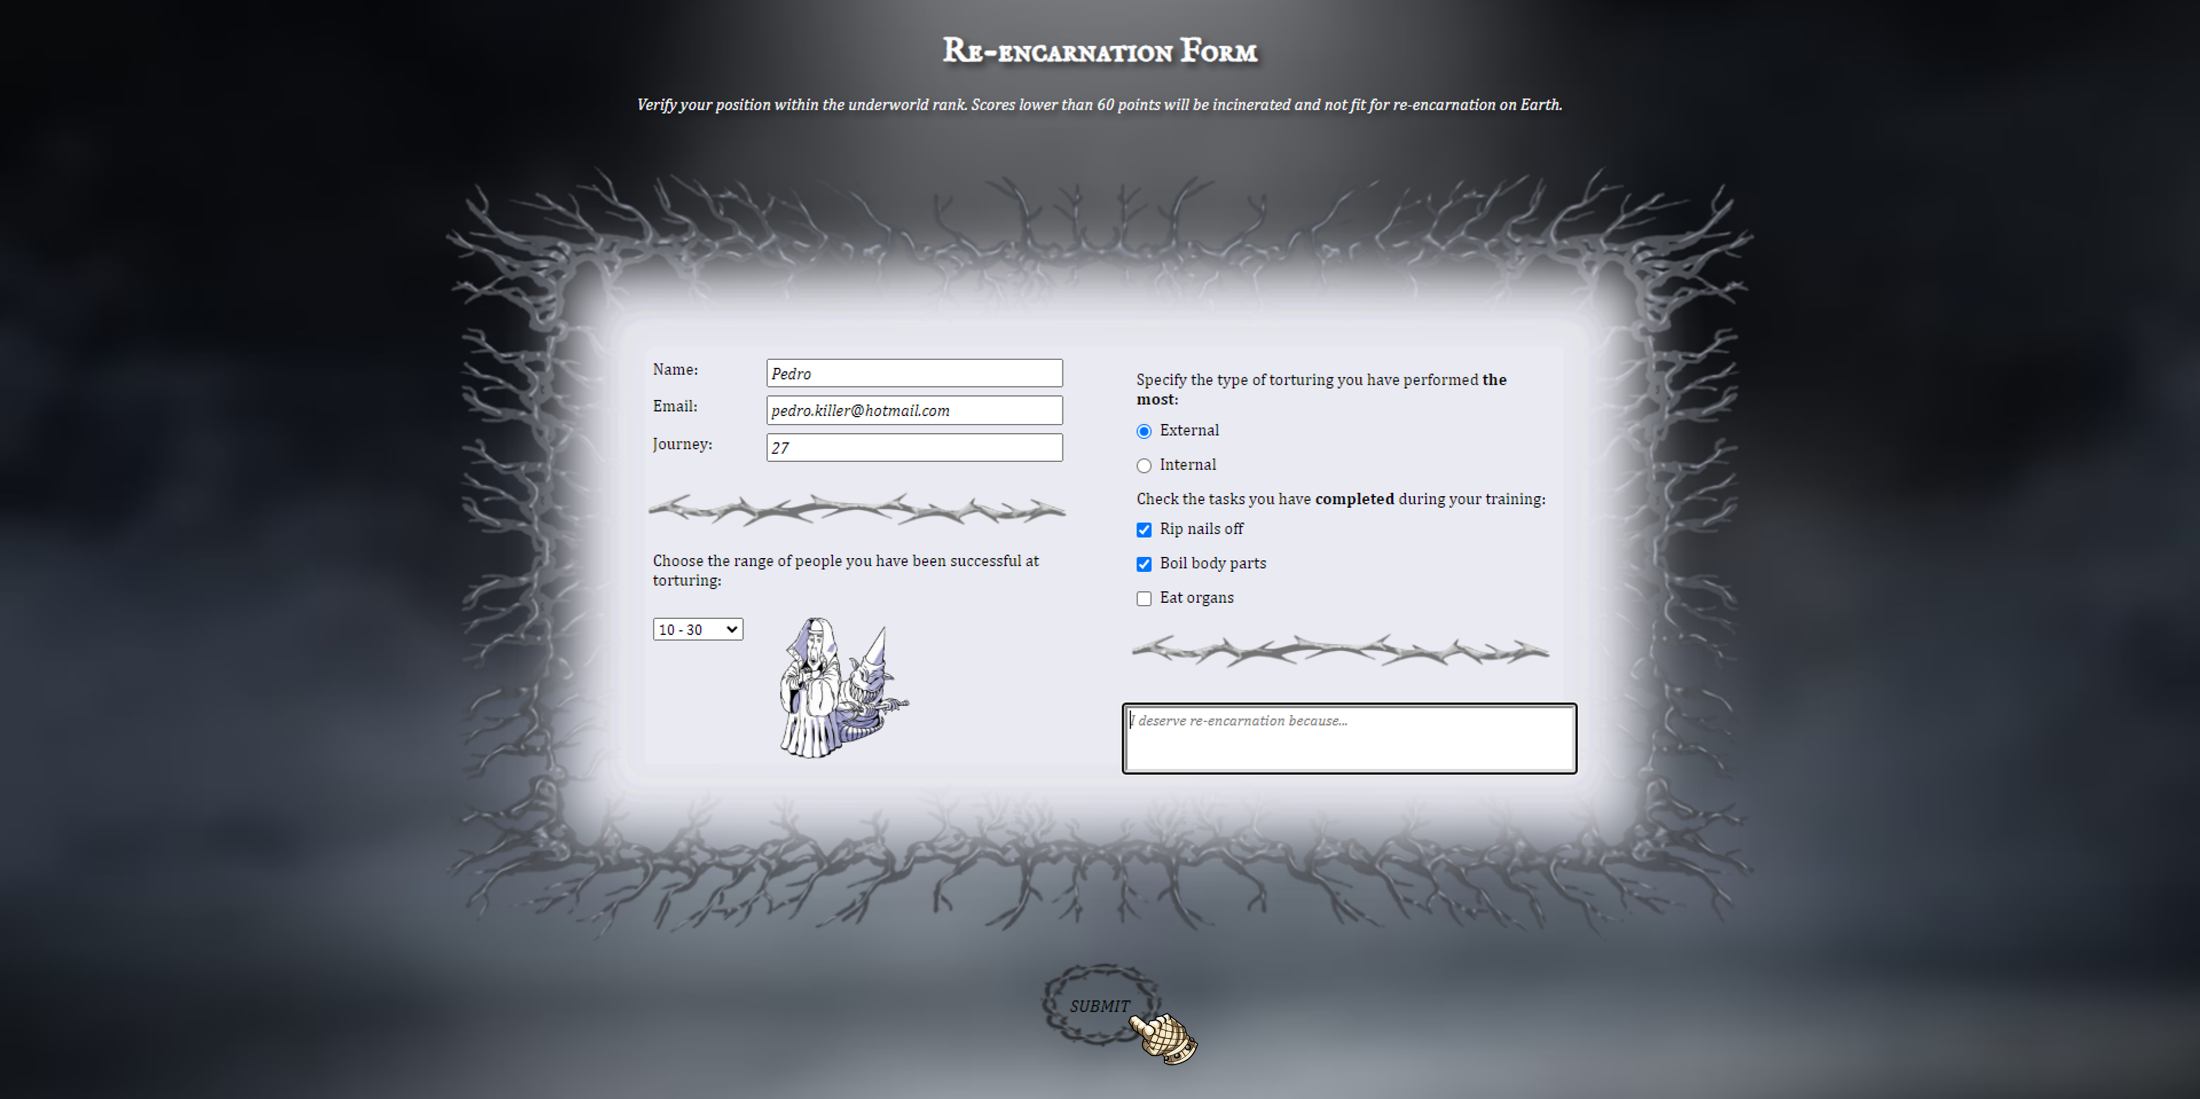 Re-encarnation Form
Verify your position within the underworld rank. Scores lower than 60 points will be incinerated and not fit for re-encarnation on Earth.
Name:
Pedro
Email:
pedro.killer@hotmail.com
Journey:
27
Choose the range of people you have been successful at
torturing:
10 - 30
Specify the type of torturing you have performed the
most:
External
Internal
Check the tasks you have completed during your training:
Rip nails off
Boil body parts
Eat organs
I deserve re-encarnation because...
SUBMIT